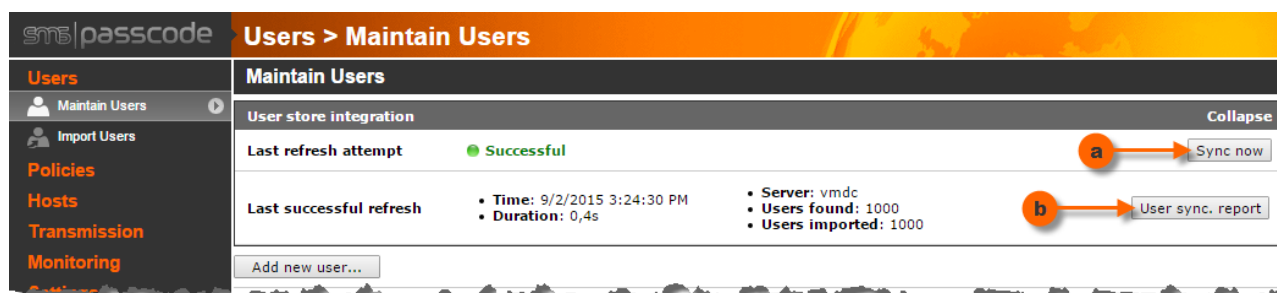 sms|passcode
Users > Maintain Users
Users
Maintain Users
Import Users
Policies
Hosts
Transmission
Monitoring
Maintain Users
User store integration Collapse
Last refresh attempt Successful a Sync now
Last successful refresh
• Time: 9/2/2015 3:24:30 PM
• Duration: 0,4s
• Server: vmdc
• Users found: 1000
• Users imported: 1000
b User sync. report
Add new user...